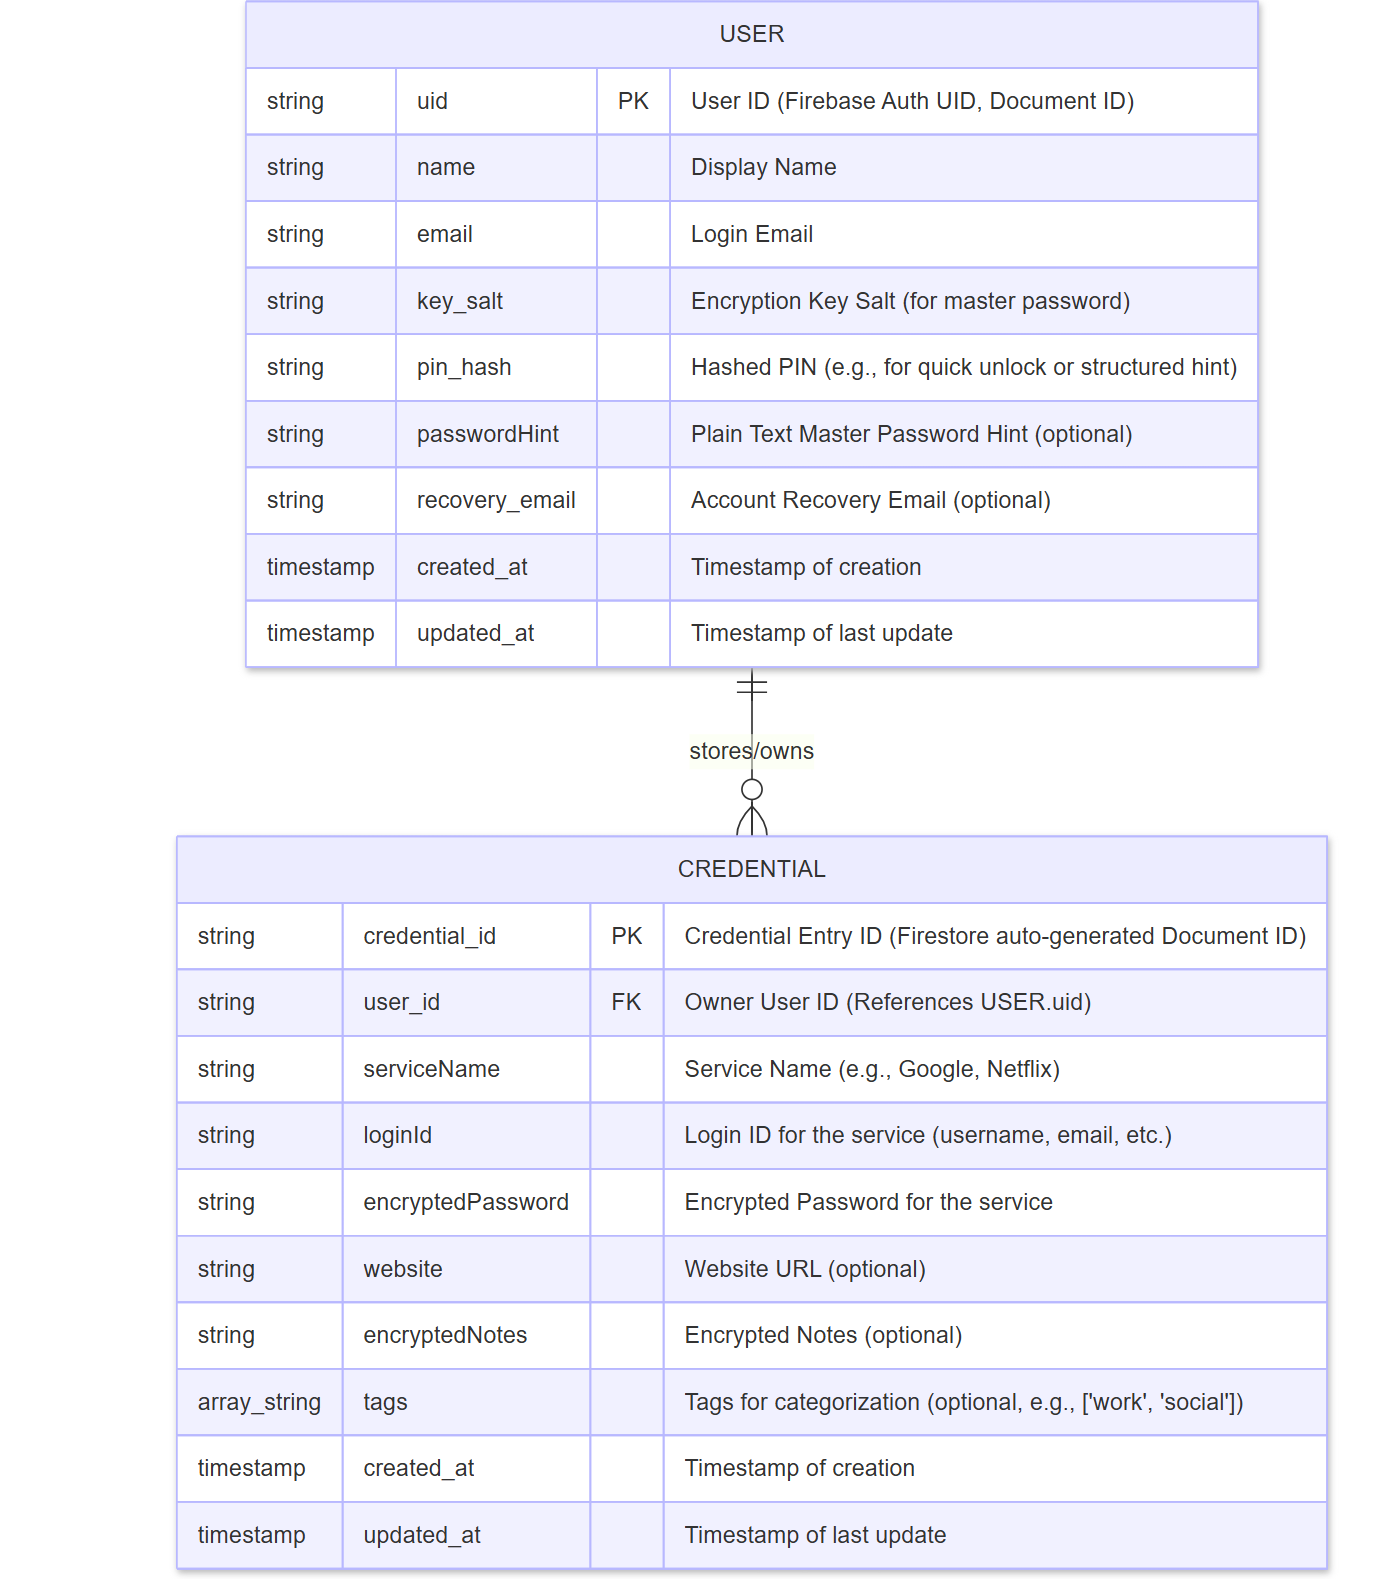 USER
string uid PK User ID (Firebase Auth UID, Document ID)
string name Display Name
string email Login Email
string key_salt Encryption Key Salt (for master password)
string pin_hash Hashed PIN (e.g., for quick unlock or structured hint)
string passwordHint Plain Text Master Password Hint (optional)
string recovery_email Account Recovery Email (optional)
timestamp created_at Timestamp of creation
timestamp updated_at Timestamp of last update
stores/owns
CREDENTIAL
string credential_id PK Credential Entry ID (Firestore auto-generated Document ID)
string user_id FK Owner User ID (References USER.uid)
string serviceName Service Name (e.g., Google, Netflix)
string loginId Login ID for the service (username, email, etc.)
string encryptedPassword Encrypted Password for the service
string website Website URL (optional)
string encryptedNotes Encrypted Notes (optional)
array_string tags Tags for categorization (optional, e.g., ['work', 'social'])
timestamp created_at Timestamp of creation
timestamp updated_at Timestamp of last update